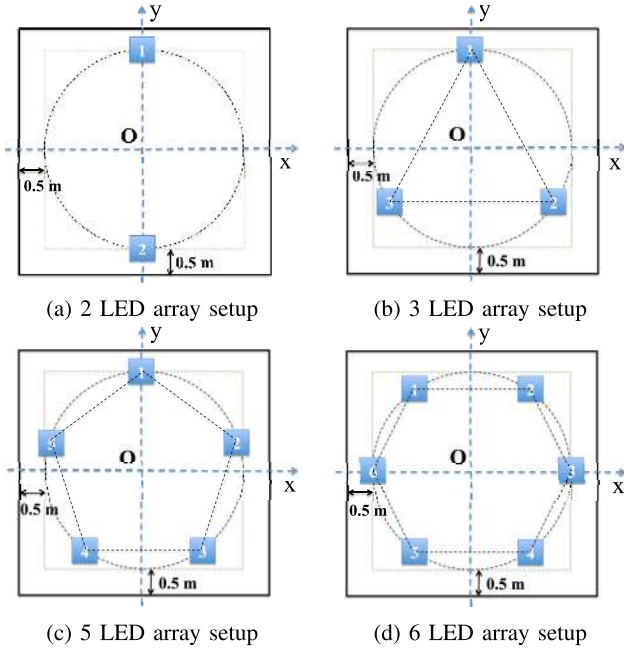 y
1
O
x
0.5 m
2
0.5 m
(a) 2 LED array setup
y
1
O
x
0.5 m
3
2
0.5 m
(b) 3 LED array setup
y
1
5
2
O
x
0.5 m
4
3
0.5 m
(c) 5 LED array setup
y
1
2
O
6
3
x
0.5 m
5
4
0.5 m
(d) 6 LED array setup